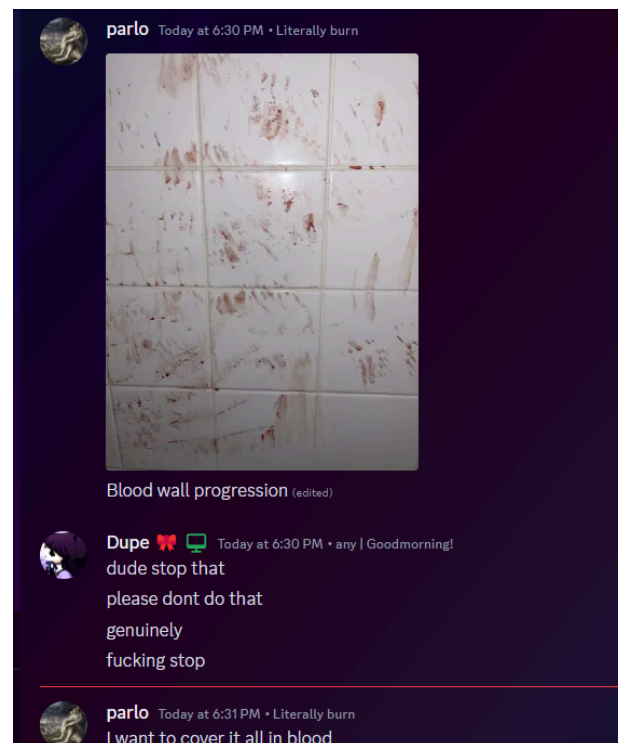 parlo Today at 6:30 PM • Literally burn
Blood wall progression (edited)
Dupe Today at 6:30 PM • any | Goodmorning!
dude stop that
please dont do that
genuinely
fucking stop
parlo Today at 6:31 PM • Literally burn
I want to cover it all in blood